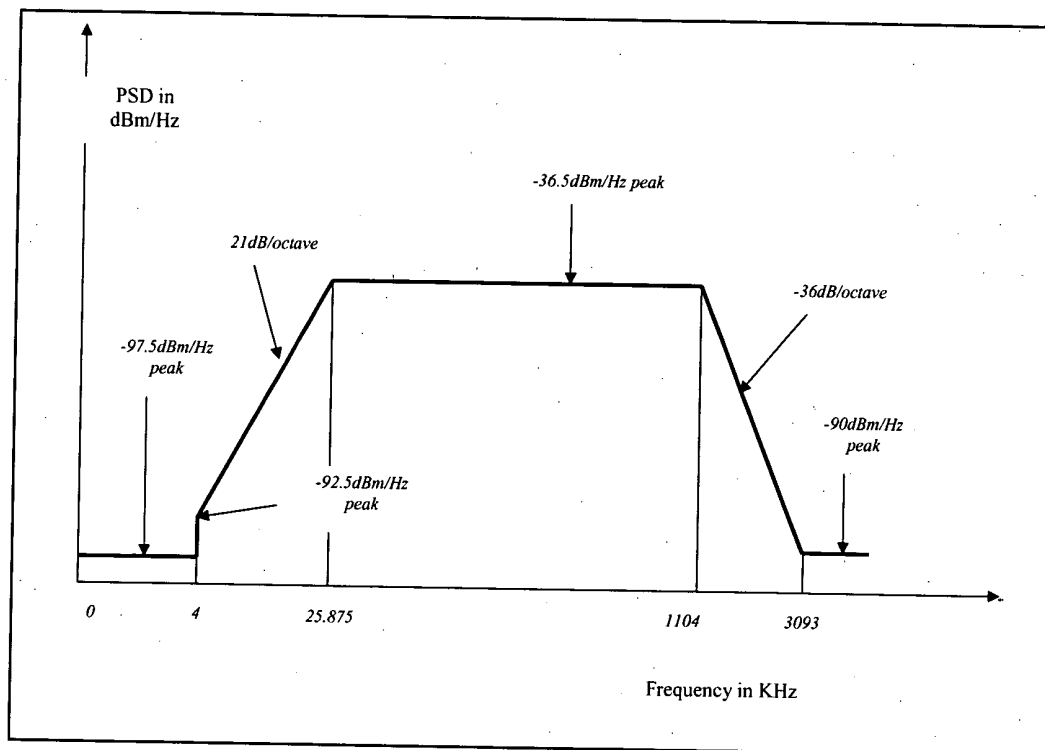 PSD in
dBm/Hz
-36.5dBm/Hz peak
21dB/octave
-36dB/octave
-97.5dBm/Hz
peak
-90dBm/Hz
peak
-92.5dBm/Hz
peak
0
4
25.875
1104
3093
Frequency in KHz